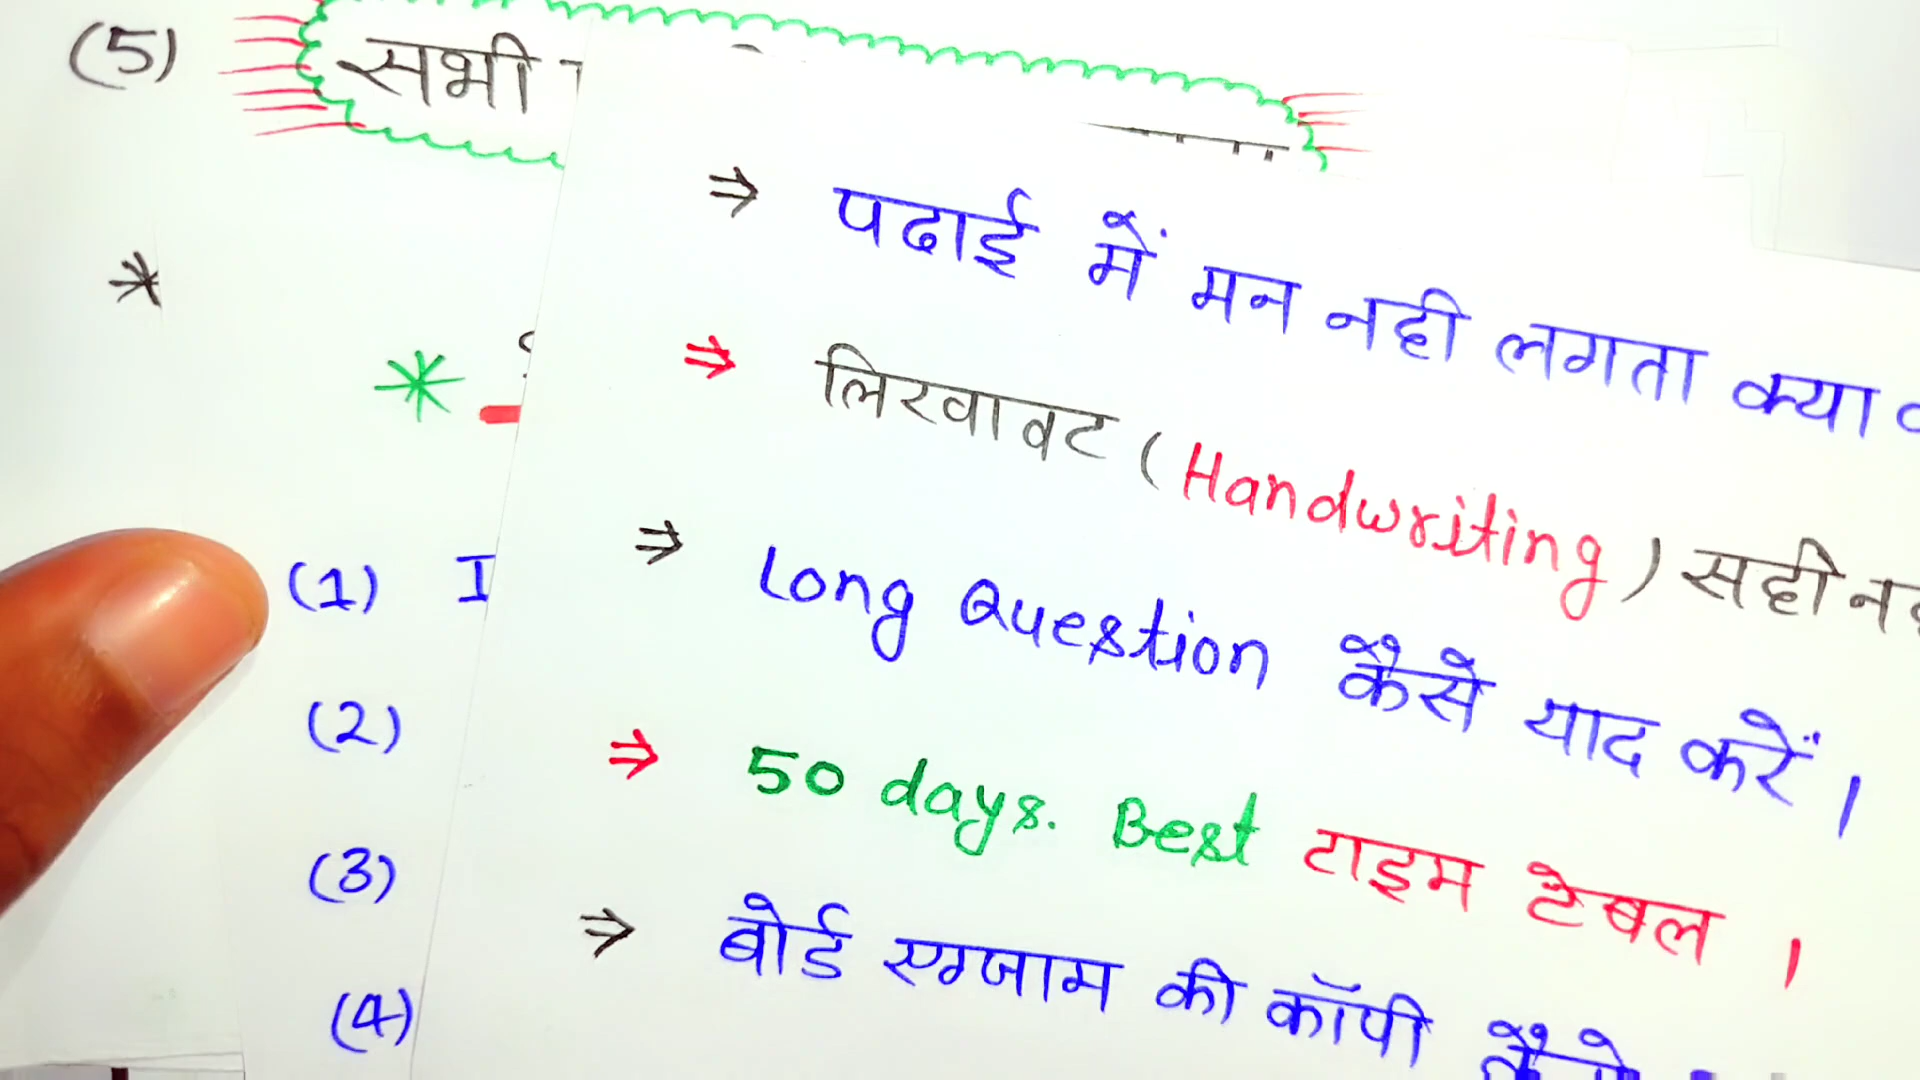 (5) सभी
⇒ पढाई में मन नही लगता क्या
⇒ लिखावट (Handwriting) सही
⇒ Long Question कैसे याद करें।
⇒ 50 days. Best टाइम टेबल ।
⇒ बोर्ड एग्जाम की कॉपी
*
*
(1) I
(2)
(3)
(4)